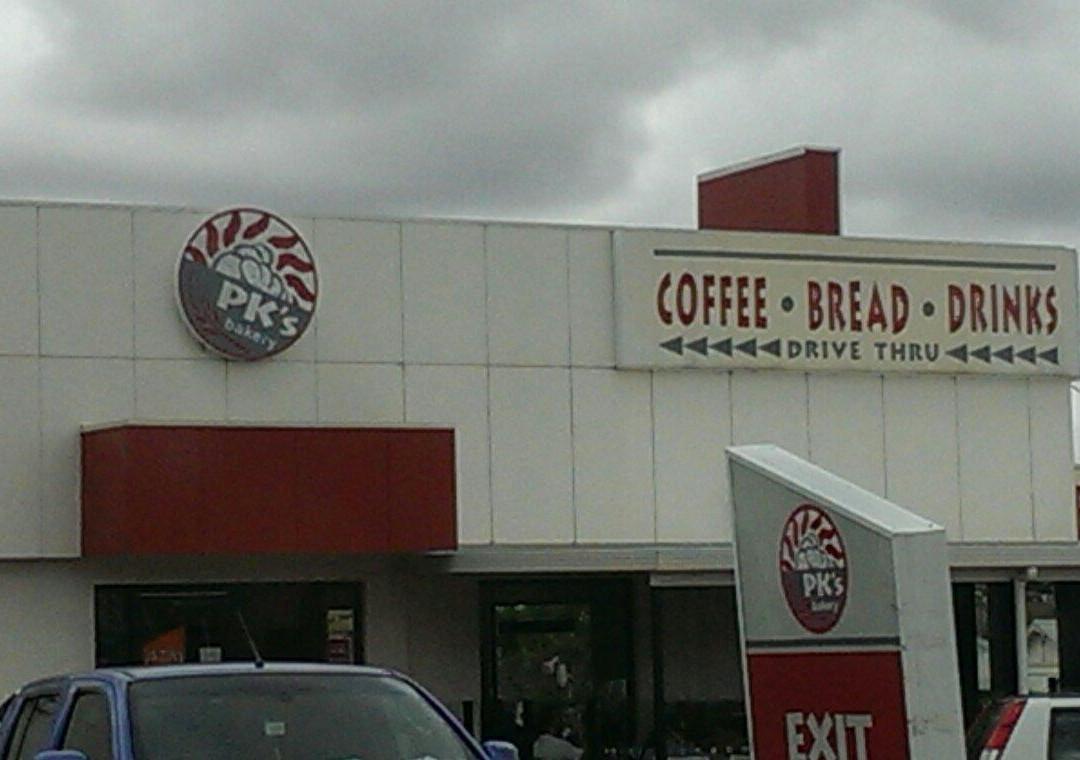 PK's
bakery
COFFEE • BREAD • DRINKS
DRIVE THRU
PK's
bakery
EXIT